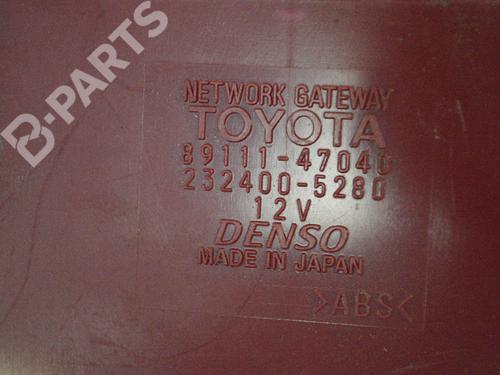 B-PARTS
NETWORK GATEWAY
TOYOTA
89111-47040
232400-5280
12V
DENSO
MADE IN JAPAN
>ABS<